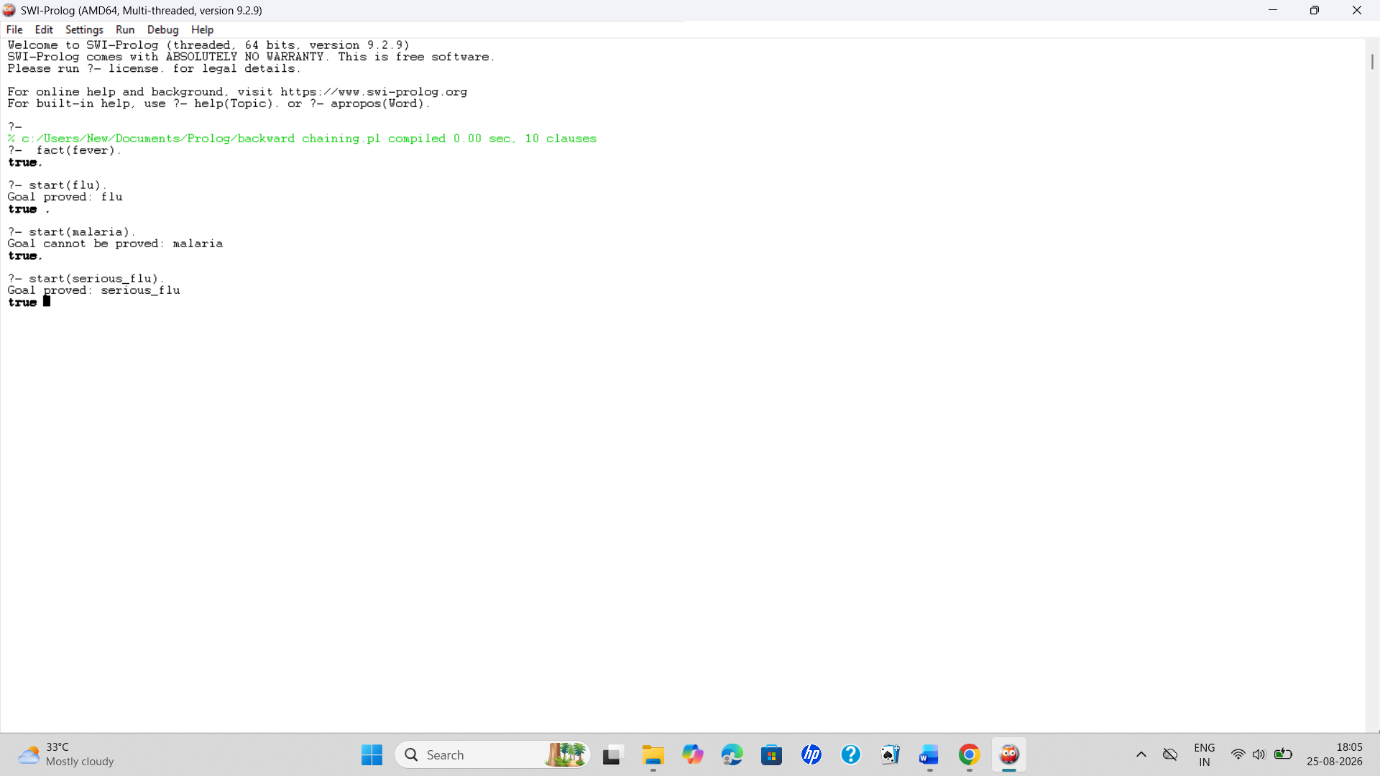 SWI-Prolog (AMD64, Multi-threaded, version 9.2.9)
File Edit Settings Run Debug Help
Welcome to SWI-Prolog (threaded, 64 bits, version 9.2.9)
SWI-Prolog comes with ABSOLUTELY NO WARRANTY. This is free software.
Please run ?- license. for legal details.
For online help and background, visit https://www.swi-prolog.org
For built-in help, use ?- help(Topic). or ?- apropos(Word).
?-
% c:/Users/New/Documents/Prolog/backward chaining.pl compiled 0.00 sec, 10 clauses
?- fact(fever).
true.
?- start(flu).
Goal proved: flu
true .
?- start(malaria).
Goal cannot be proved: malaria
true.
?- start(serious_flu).
Goal proved: serious_flu
true
33°C
Mostly cloudy
Search
hp
ENG
IN
18:05
25-08-2026